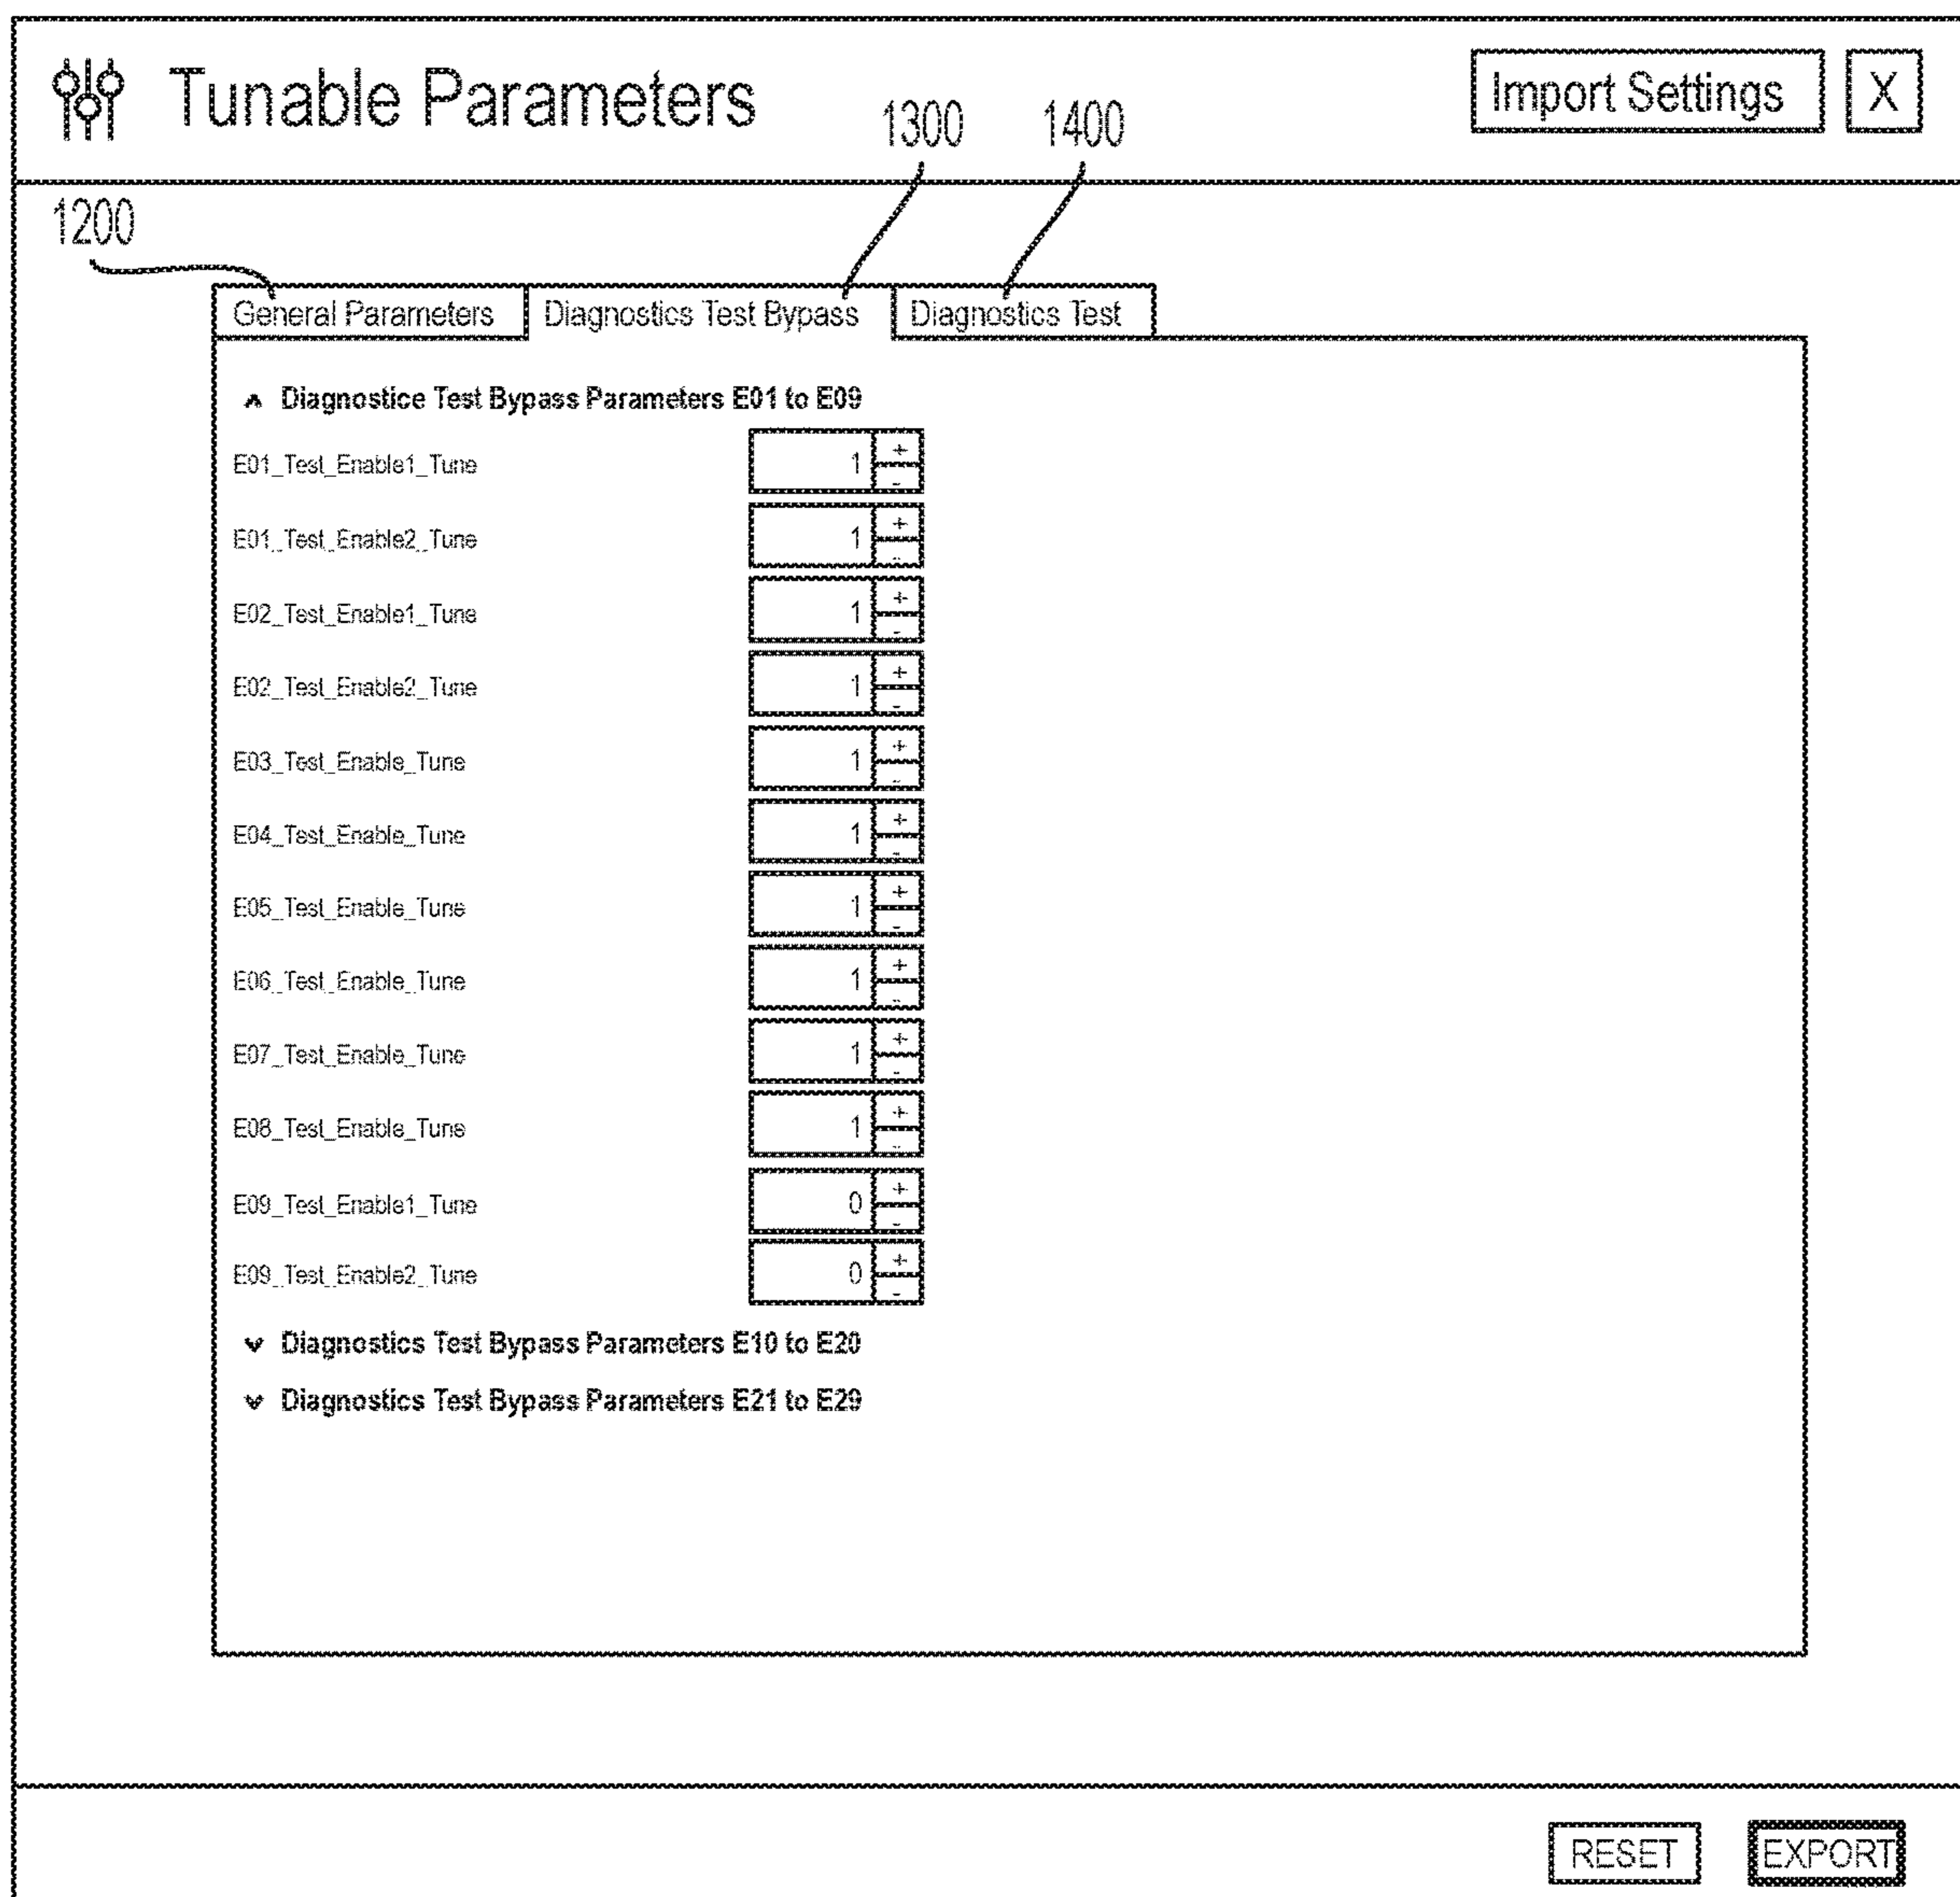 Tunable Parameters
Import Settings
X
1300
1400
1200
General Parameters
Diagnostics Test Bypass
Diagnostics Test
Diagnostice Test Bypass Parameters E01 to E09
E01_Test_Enable1_Tune 1 + -
E01_Test_Enable2_Tune 1 + -
E02_Test_Enable1_Tune 1 + -
E02_Test_Enable2_Tune 1 + -
E03_Test_Enable_Tune 1 + -
E04_Test_Enable_Tune 1 + -
E05_Test_Enable_Tune 1 + -
E06_Test_Enable_Tune 1 + -
E07_Test_Enable_Tune 1 + -
E08_Test_Enable_Tune 1 + -
E09_Test_Enable1_Tune 0 + -
E09_Test_Enable2_Tune 0 + -
Diagnostics Test Bypass Parameters E10 to E20
Diagnostics Test Bypass Parameters E21 to E29
RESET
EXPORT